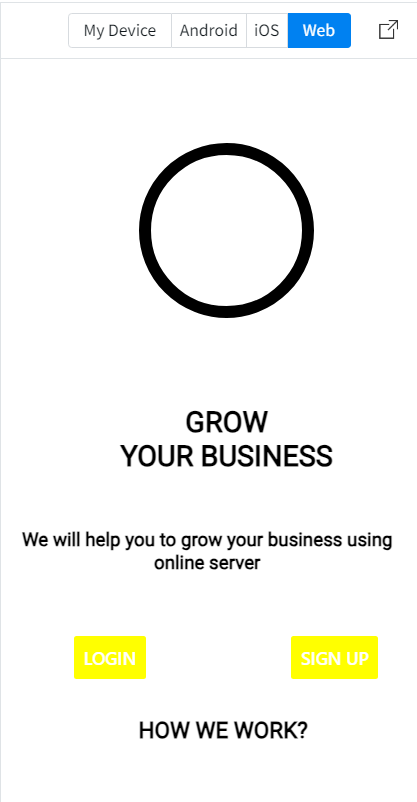 My Device Android iOS Web
GROW
YOUR BUSINESS
We will help you to grow your business using
online server
LOGIN SIGN UP
HOW WE WORK?